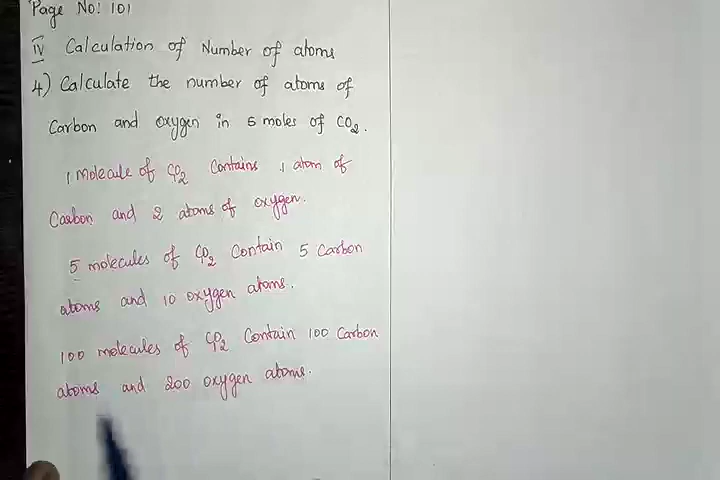 Page No: 101
IV Calculation of Number of atoms
4) Calculate the number of atoms of
Carbon and oxygen in 5 moles of CO2.
1 molecule of CO2 Contains 1 atom of
Carbon and 2 atoms of oxygen.
5 molecules of CO2 Contain 5 Carbon
atoms and 10 oxygen atoms.
100 molecules of CO2 Contain 100 Carbon
atoms and 200 oxygen atoms.